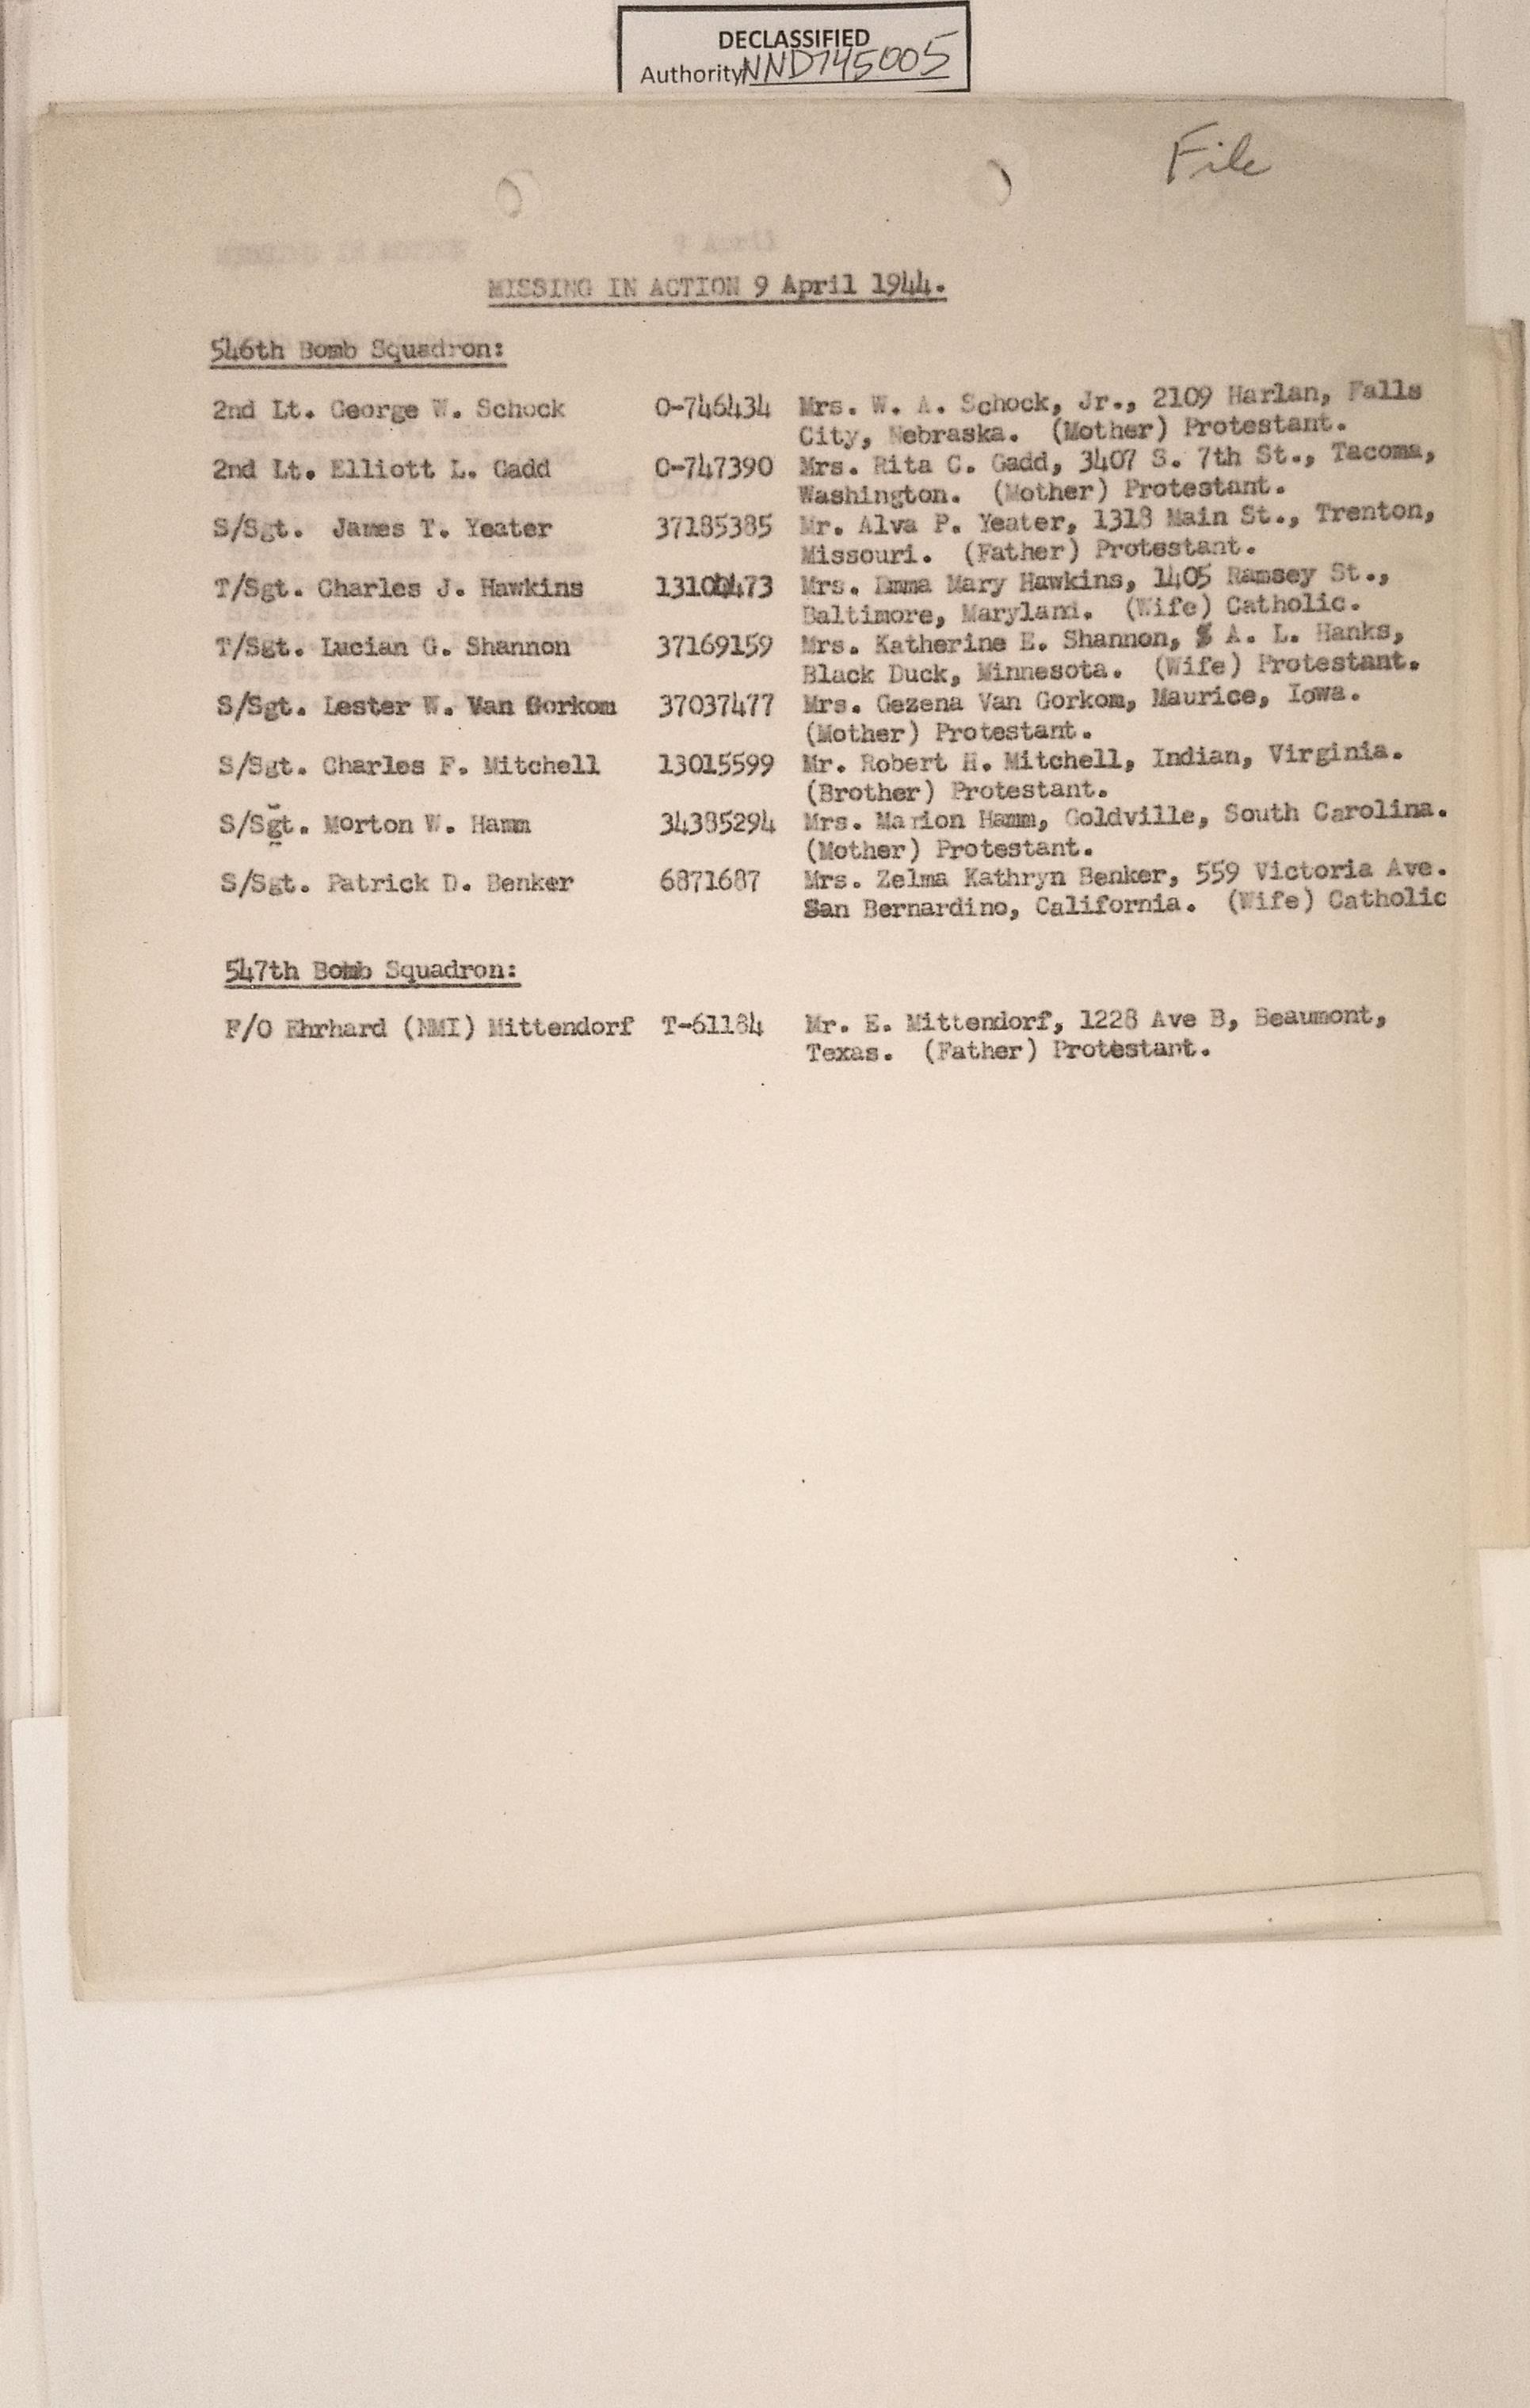 DECLASSIFIED
Authority NND745005
File
MISSING IN ACTION 9 April 1944.
546th Bomb Squadron:
2nd Lt. George W. Schock 0-746434 Mrs. W. A. Schock, Jr., 2109 Harlan, Falls
City, Nebraska. (Mother) Protestant.
2nd Lt. Elliott L. Gadd 0-747390 Mrs. Rita C. Gadd, 3407 S. 7th St., Tacoma,
Washington. (Mother) Protestant.
S/Sgt. James T. Yeater 37185385 Mr. Alva P. Yeater, 1318 Main St., Trenton,
Missouri. (Father) Protestant.
T/Sgt. Charles J. Hawkins Mrs. Emma Mary Hawkins, 1405 Ramsey St.,
Baltimore, Maryland. (Wife) Catholic.
T/Sgt. Lucian G. Shannon 37169159 Mrs. Katherine E. Shannon, A. L. Hanks,
Black Duck, Minnesota. (Wife) Protestant.
S/Sgt. Lester W. Van Gorkom 37037477 Mrs. Gezena Van Gorkom, Maurice, Iowa.
(Mother) Protestant.
S/Sgt. Charles F. Mitchell 13015599 Mr. Robert H. Mitchell, Indian, Virginia.
(Brother) Protestant.
S/Sgt. Morton W. Hamm 34385294 Mrs. Marion Hamm, Goldville, South Carolina.
(Mother) Protestant.
S/Sgt. Patrick D. Benker 6871687 Mrs. Zelma Kathryn Benker, 559 Victoria Ave.
San Bernardino, California. (Wife) Catholic
547th Bomb Squadron:
F/O Ehrhard (NMI) Mittendorf T-61184 Mr. E. Mittendorf, 1228 Ave B, Beaumont,
Texas. (Father) Protestant.